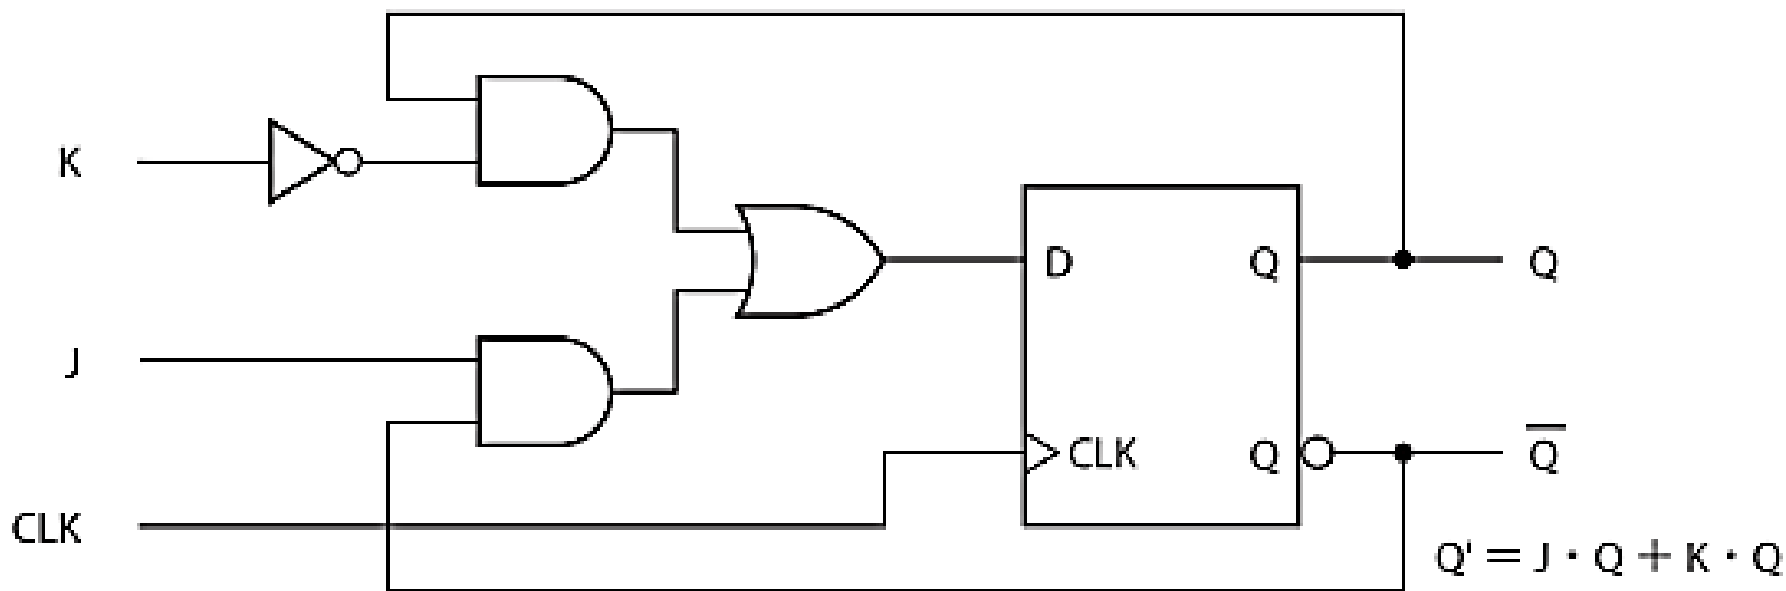 K
J
CLK
D
Q
CLK
Q
Q
Q̅
Q' = J · Q + K · Q